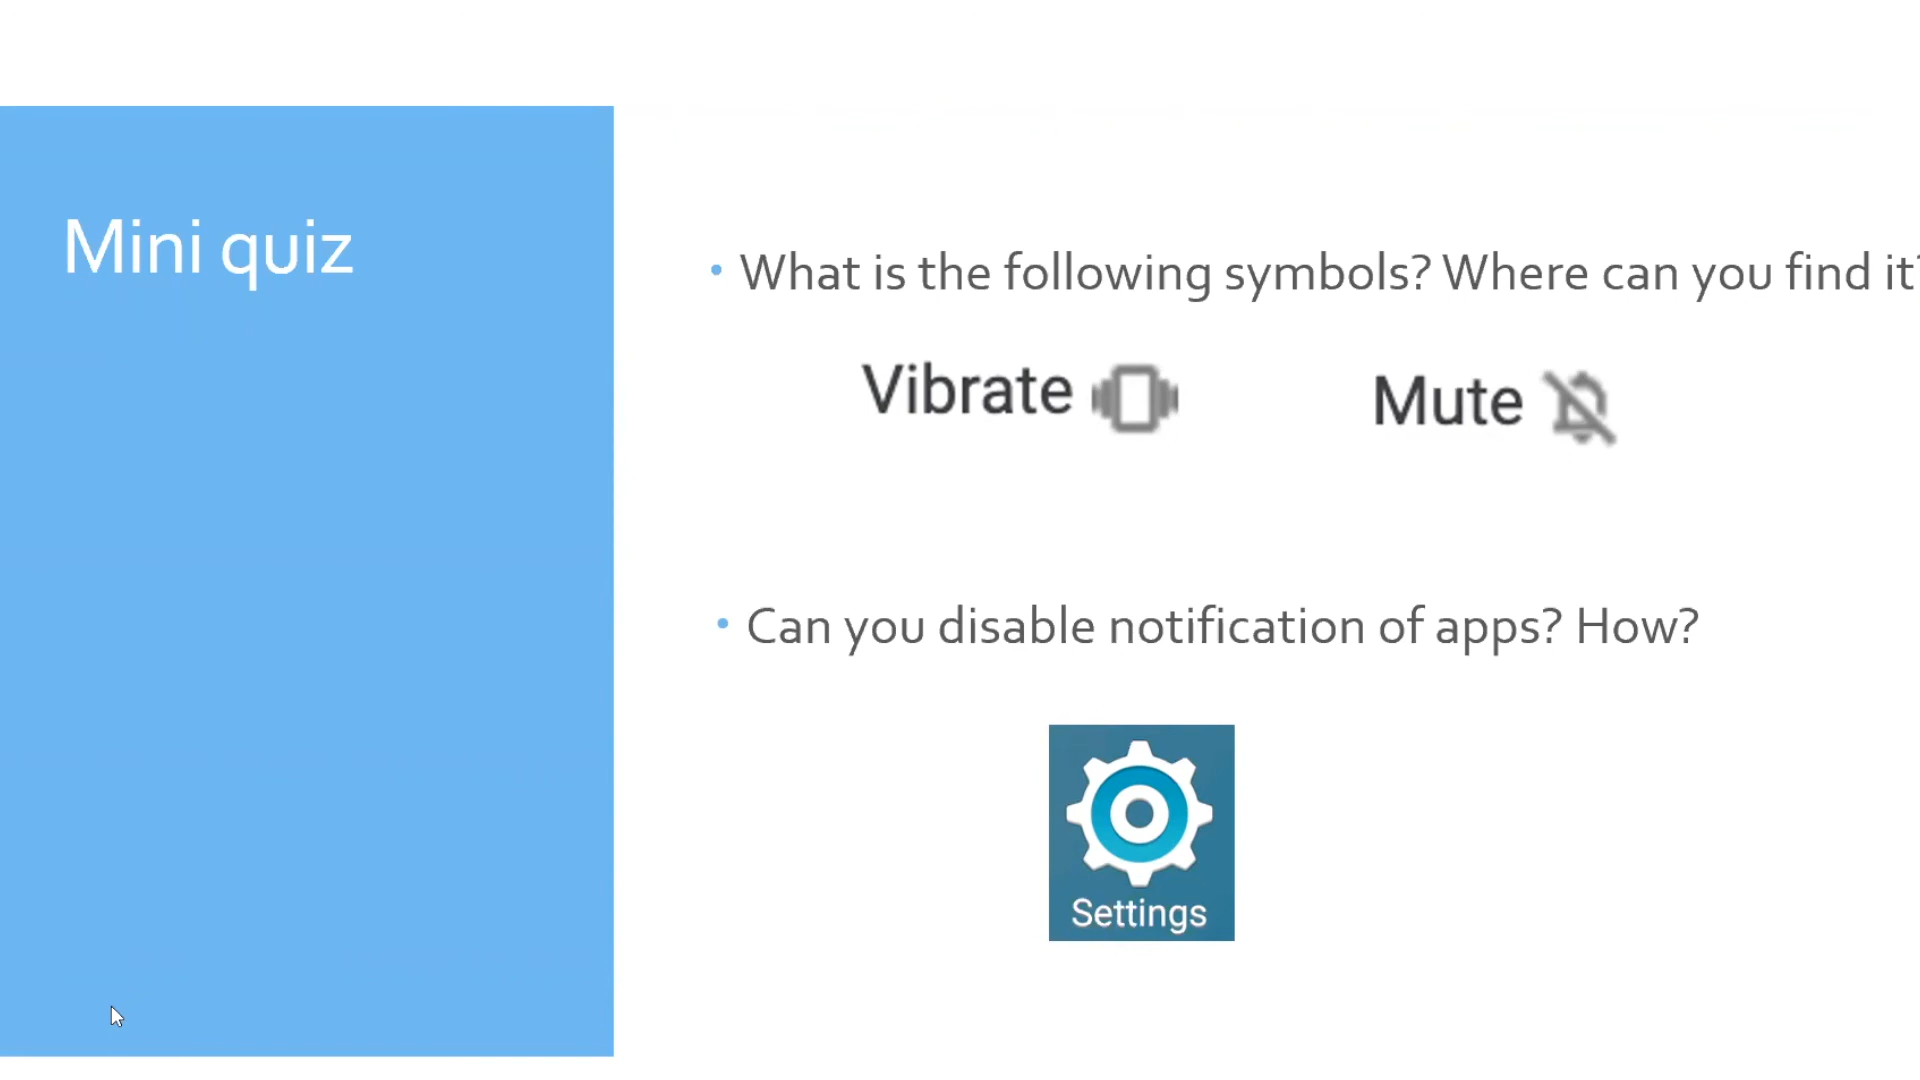 Mini quiz
• What is the following symbols? Where can you find it?
Vibrate
Mute
• Can you disable notification of apps? How?
Settings